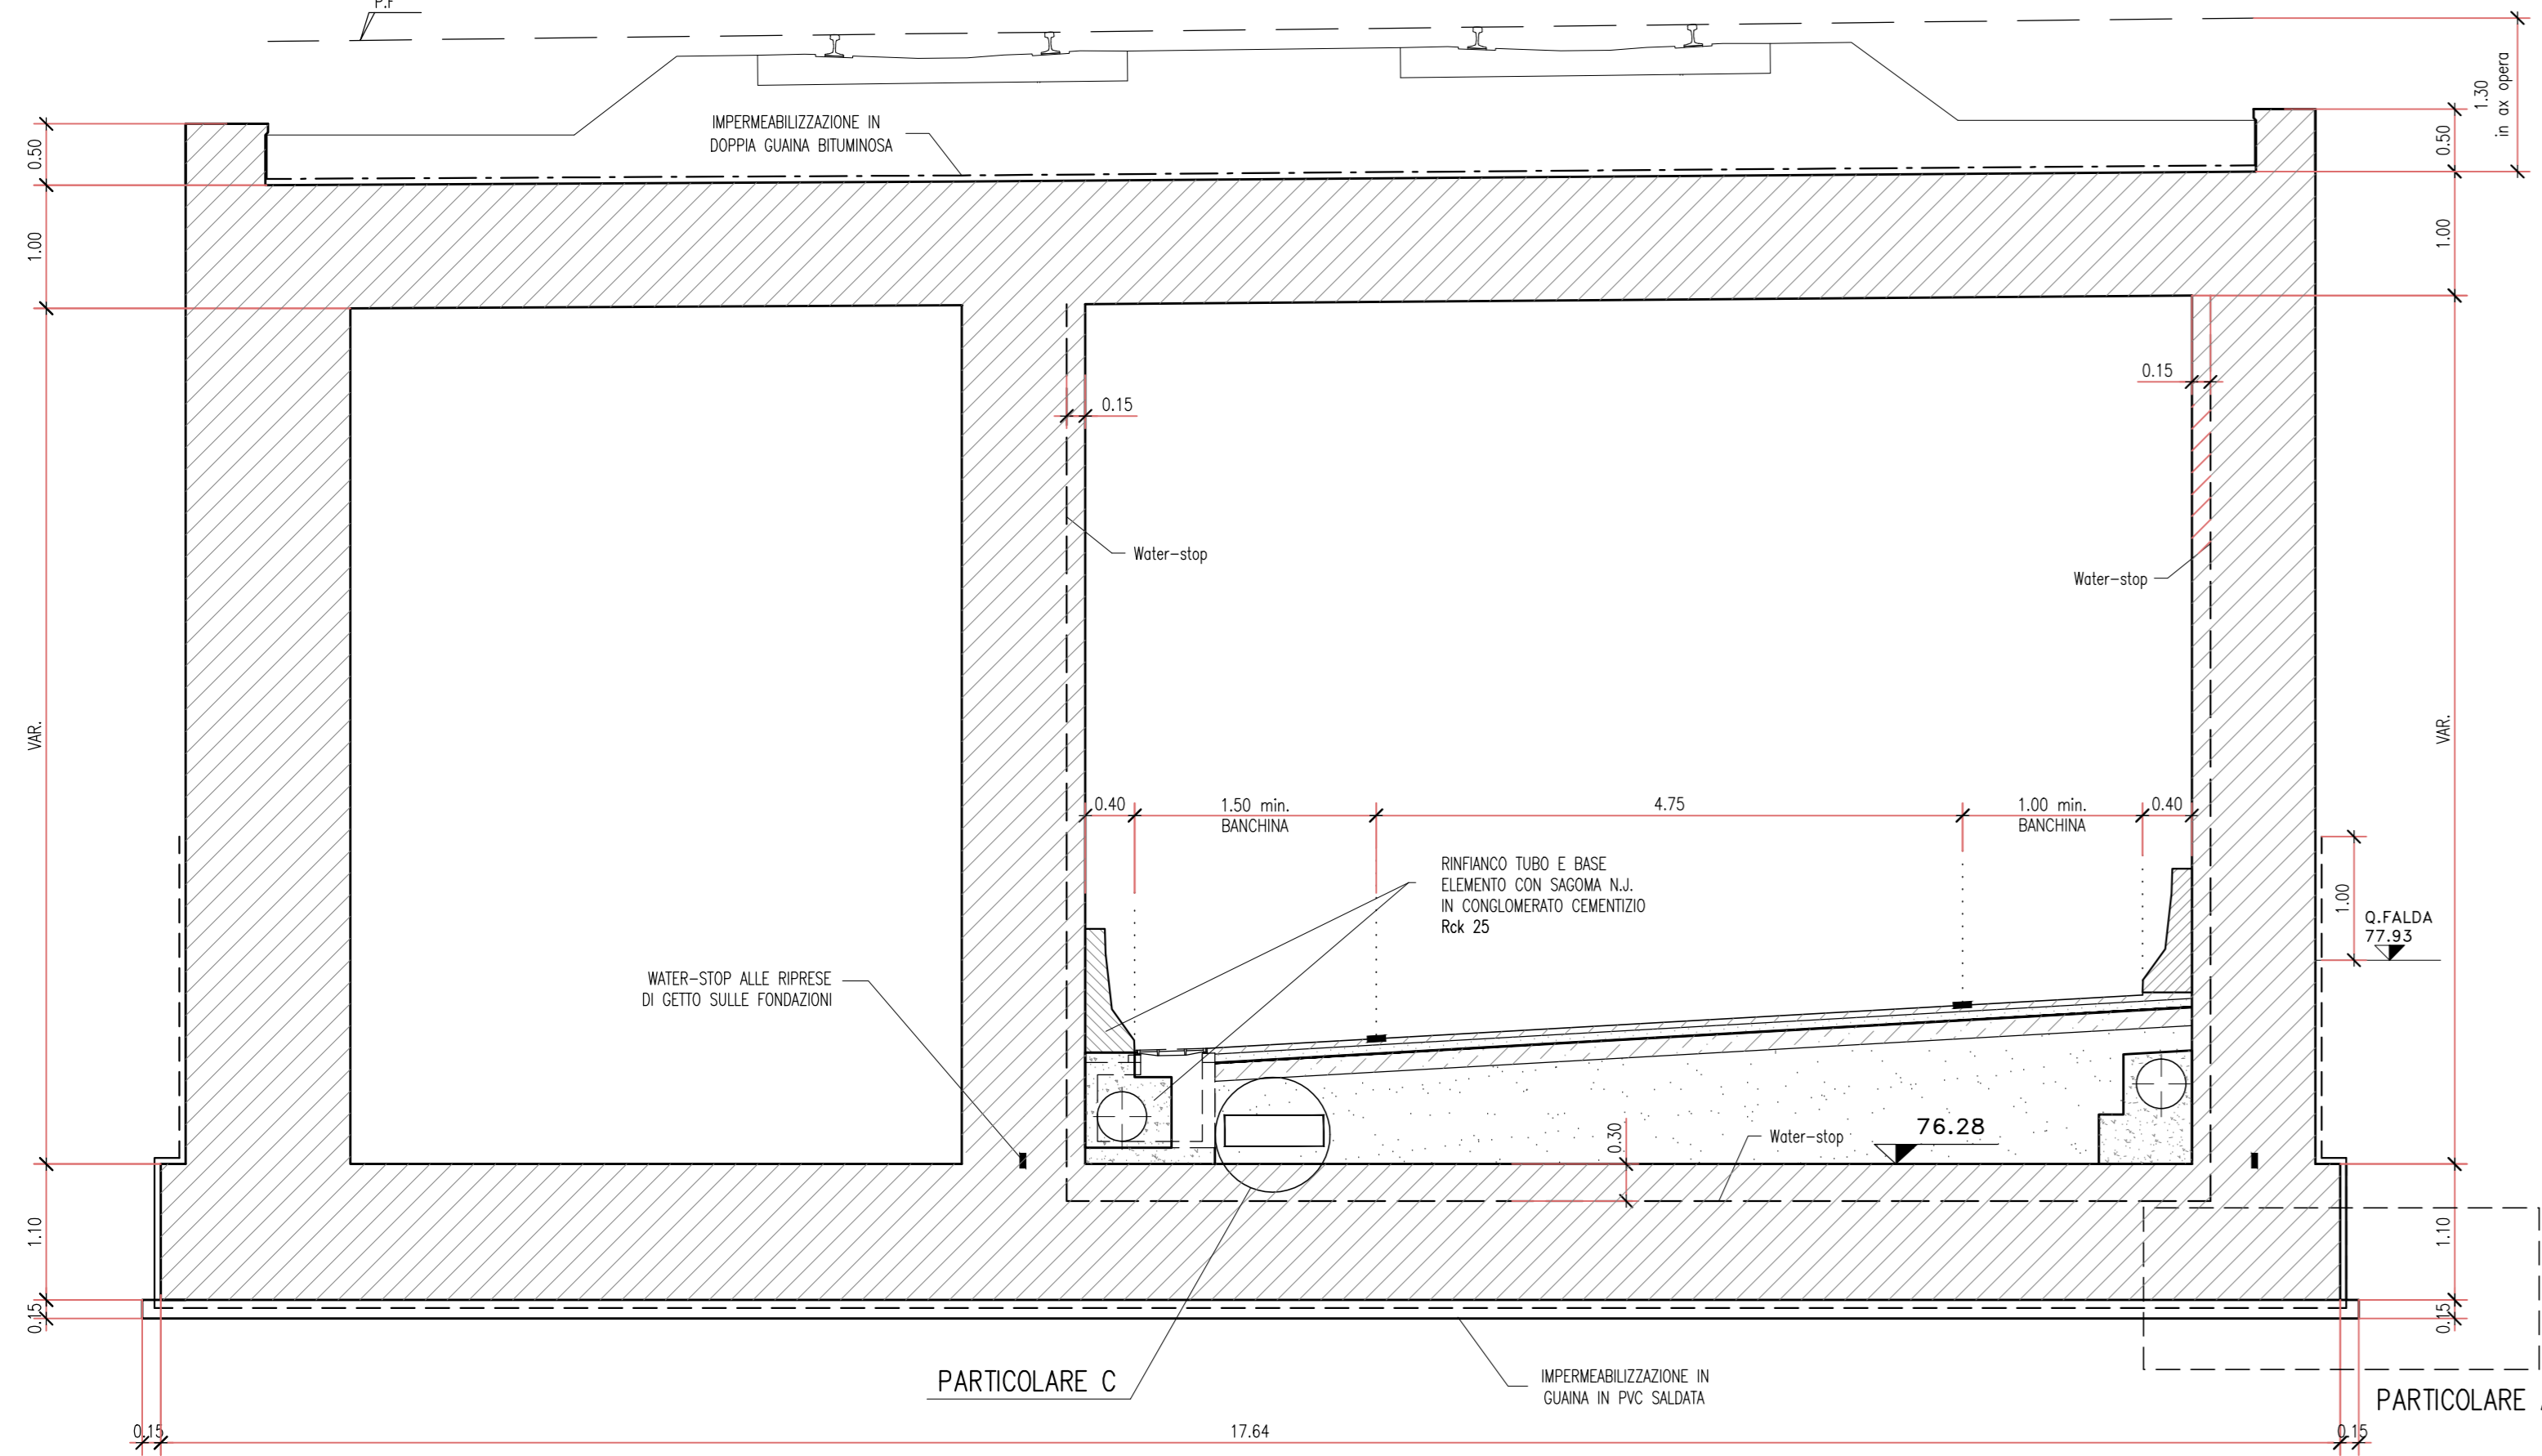 P.F
1.30
in ax opera
IMPERMEABILIZZAZIONE IN
DOPPIA GUAINA BITUMINOSA
0.50
0.50
1.00
1.00
0.15
0.15
Water-stop
Water-stop
VAR.
VAR.
0.40
1.50 min.
BANCHINA
4.75
1.00 min.
BANCHINA
0.40
RINFIANCO TUBO E BASE
ELEMENTO CON SAGOMA N.J.
IN CONGLOMERATO CEMENTIZIO
Rck 25
1.00
Q.FALDA
77.93
WATER-STOP ALLE RIPRESE
DI GETTO SULLE FONDAZIONI
0.30
Water-stop
76.28
1.10
1.10
0.15
0.15
PARTICOLARE C
IMPERMEABILIZZAZIONE IN
GUAINA IN PVC SALDATA
PARTICOLARE
0.15
17.64
0.15